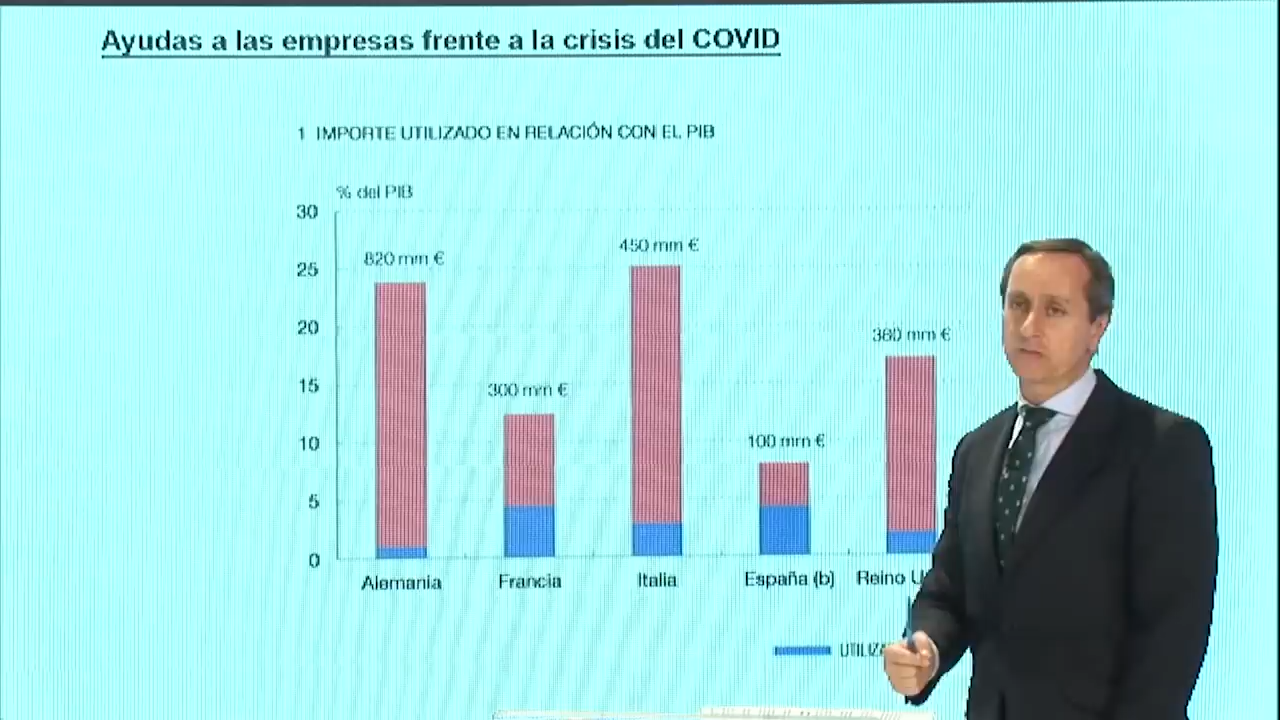 Ayudas a las empresas frente a la crisis del COVID
1 IMPORTE UTILIZADO EN RELACIÓN CON EL PIB
% del PIB
30
25
20
15
10
5
0
820 mm €
300 mm €
450 mm €
100 mm €
360 mm €
Alemania
Francia
Italia
España (b)
Reino U
UTILIZA